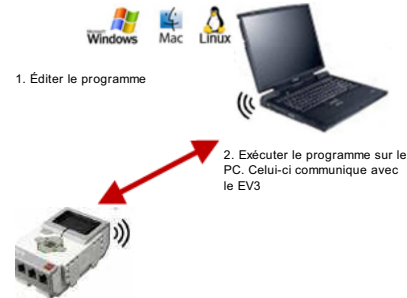 Windows Mac Linux
1. Éditer le programme
2. Exécuter le programme sur le
PC. Celui-ci communique avec
le EV3